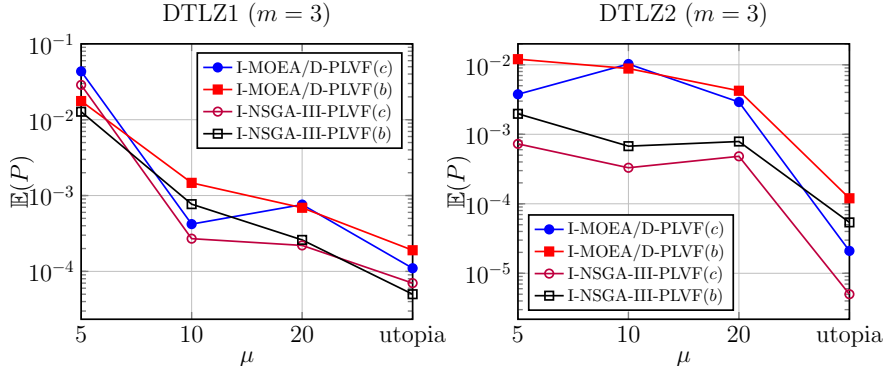 DTLZ1 (m = 3)
10^{-1}
10^{-2}
10^{-3}
10^{-4}
𝔼(P)
I-MOEA/D-PLVF(c)
I-MOEA/D-PLVF(b)
I-NSGA-III-PLVF(c)
I-NSGA-III-PLVF(b)
5 10 20 utopia
μ
DTLZ2 (m = 3)
10^{-2}
10^{-3}
10^{-4}
10^{-5}
𝔼(P)
I-MOEA/D-PLVF(c)
I-MOEA/D-PLVF(b)
I-NSGA-III-PLVF(c)
I-NSGA-III-PLVF(b)
5 10 20 utopia
μ